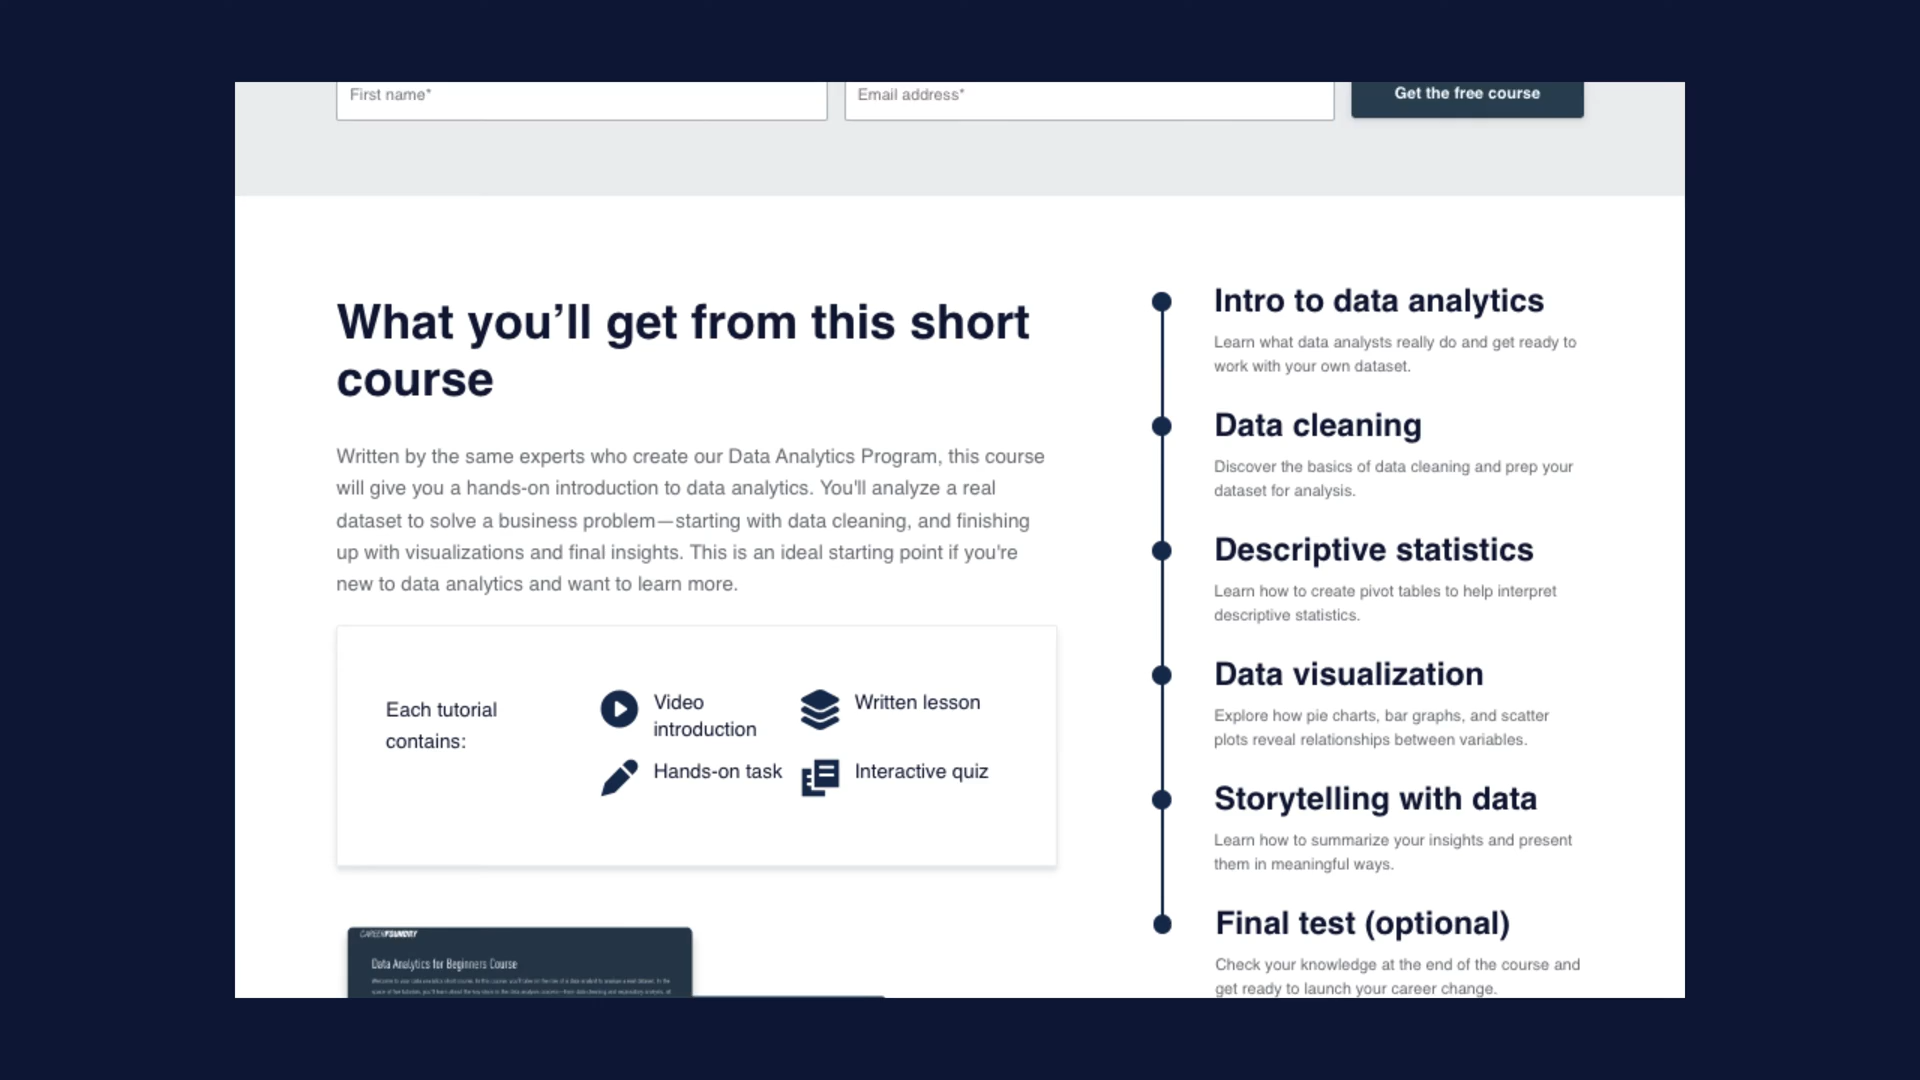 First name*
Email address*
Get the free course
What you’ll get from this short
course
Written by the same experts who create our Data Analytics Program, this course
will give you a hands-on introduction to data analytics. You'll analyze a real
dataset to solve a business problem—starting with data cleaning, and finishing
up with visualizations and final insights. This is an ideal starting point if you're
new to data analytics and want to learn more.
Each tutorial
contains:
Video
introduction
Written lesson
Hands-on task
Interactive quiz
CAREERFOUNDRY
Data Analytics for Beginners Course
Intro to data analytics
Learn what data analysts really do and get ready to
work with your own dataset.
Data cleaning
Discover the basics of data cleaning and prep your
dataset for analysis.
Descriptive statistics
Learn how to create pivot tables to help interpret
descriptive statistics.
Data visualization
Explore how pie charts, bar graphs, and scatter
plots reveal relationships between variables.
Storytelling with data
Learn how to summarize your insights and present
them in meaningful ways.
Final test (optional)
Check your knowledge at the end of the course and
get ready to launch your career change.